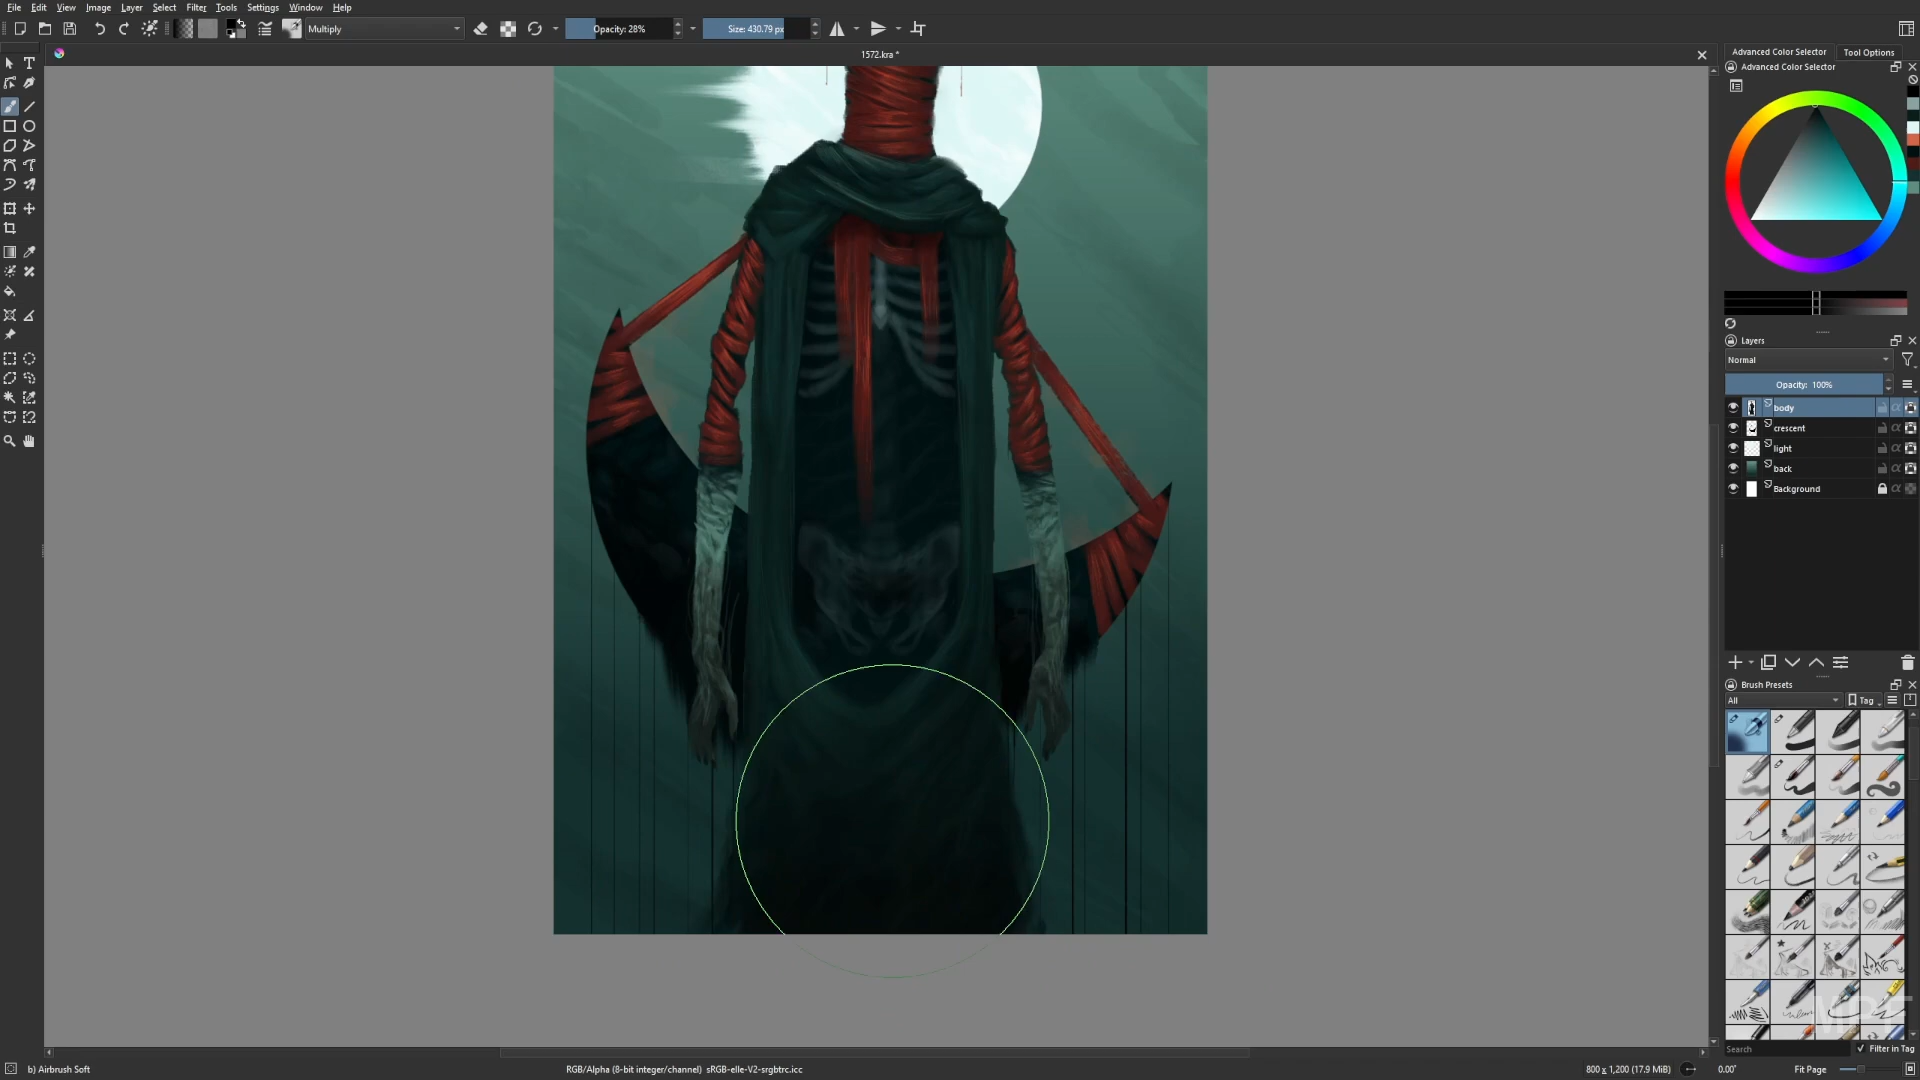 File Edit View Image Layer Filter Tools Settings Window Help
Multiply
Opacity: 28%
Size: 430.79 px
1572.kra *
Advanced Color Selector
Tool Options
Advanced Color Selector
Layers
Normal
Opacity: 100%
body
crescent
light
back
Background
Brush Presets
All
Tag
MPF
Search
Filter in Tag
b) Airbrush Soft
RGB/Alpha (8-bit integer/channel) sRGB-elle-V2-srgbtrc.icc
800 x 1,200 (17.9 MiB)
0.00°
Fit Page